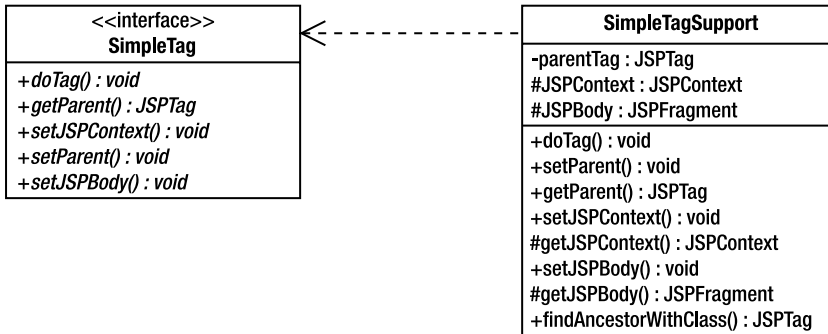 <<interface>>
SimpleTag
+doTag() : void
+getParent() : JSPTag
+setJSPContext() : void
+setParent() : void
+setJSPBody() : void
SimpleTagSupport
-parentTag : JSPTag
#JSPContext : JSPContext
#JSPBody : JSPFragment
+doTag() : void
+setParent() : void
+getParent() : JSPTag
+setJSPContext() : void
#getJSPContext() : JSPContext
+setJSPBody() : void
#getJSPBody() : JSPFragment
+findAncestorWithClass() : JSPTag